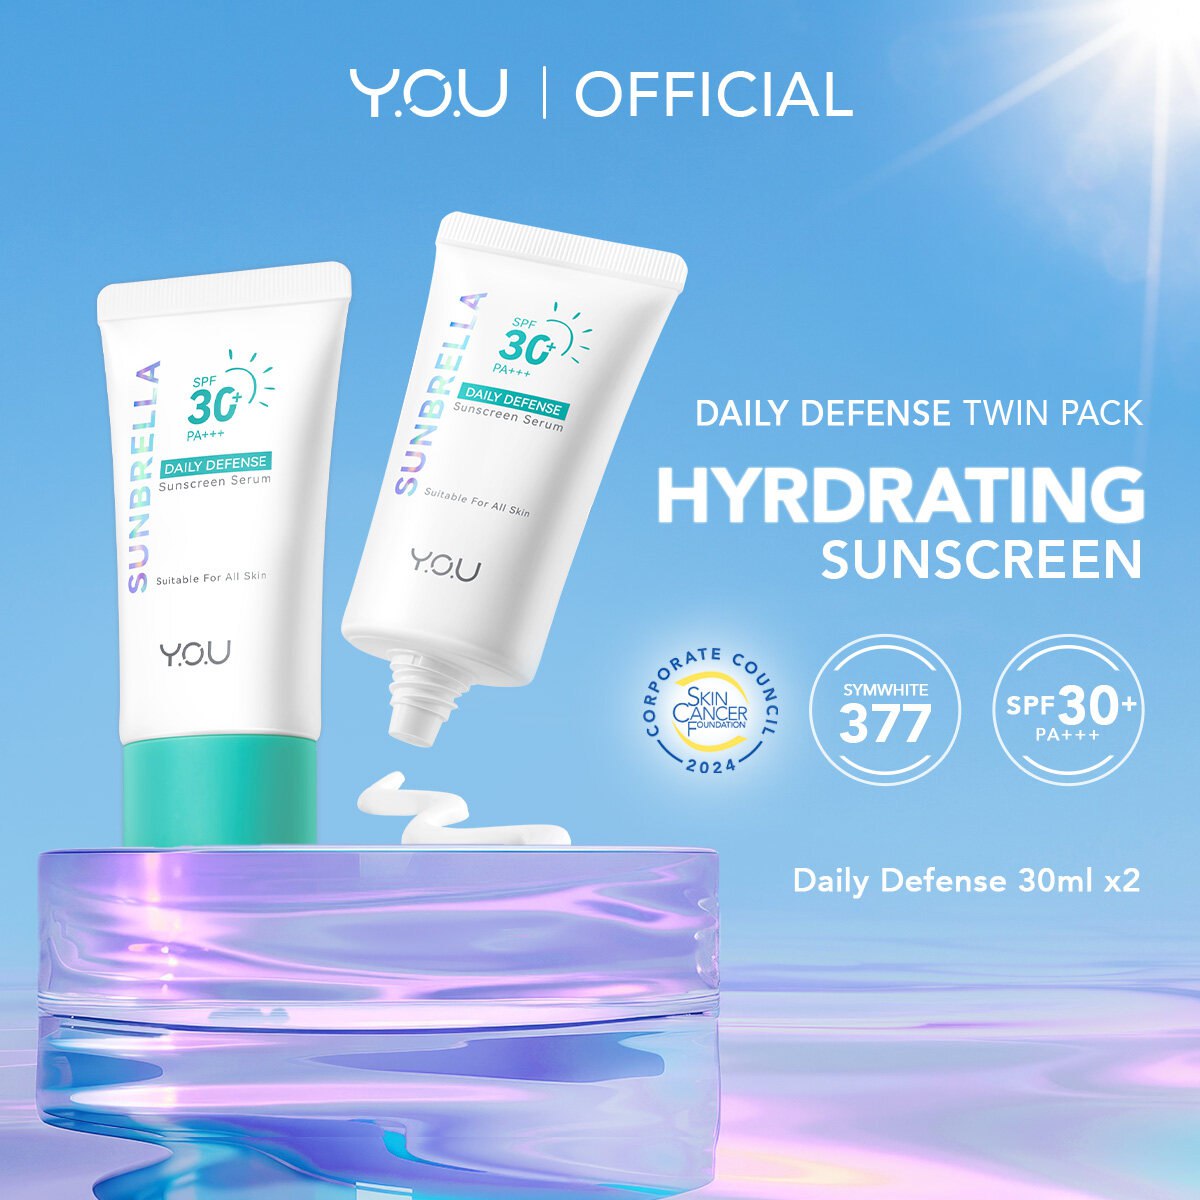 Y.O.U | OFFICIAL
SUNBRELLA
SPF
30+
PA+++
DAILY DEFENSE
Sunscreen Serum
Suitable For All Skin
Y.O.U
SUNBRELLA
SPF
30+
PA+++
DAILY DEFENSE
Sunscreen Serum
Suitable For All Skin
Y.O.U
DAILY DEFENSE TWIN PACK
HYRDRATING
SUNSCREEN
CORPORATE COUNCIL
SKIN
CANCER
FOUNDATION
2024
SYMWHITE
377
SPF 30+
PA+++
Daily Defense 30ml x2